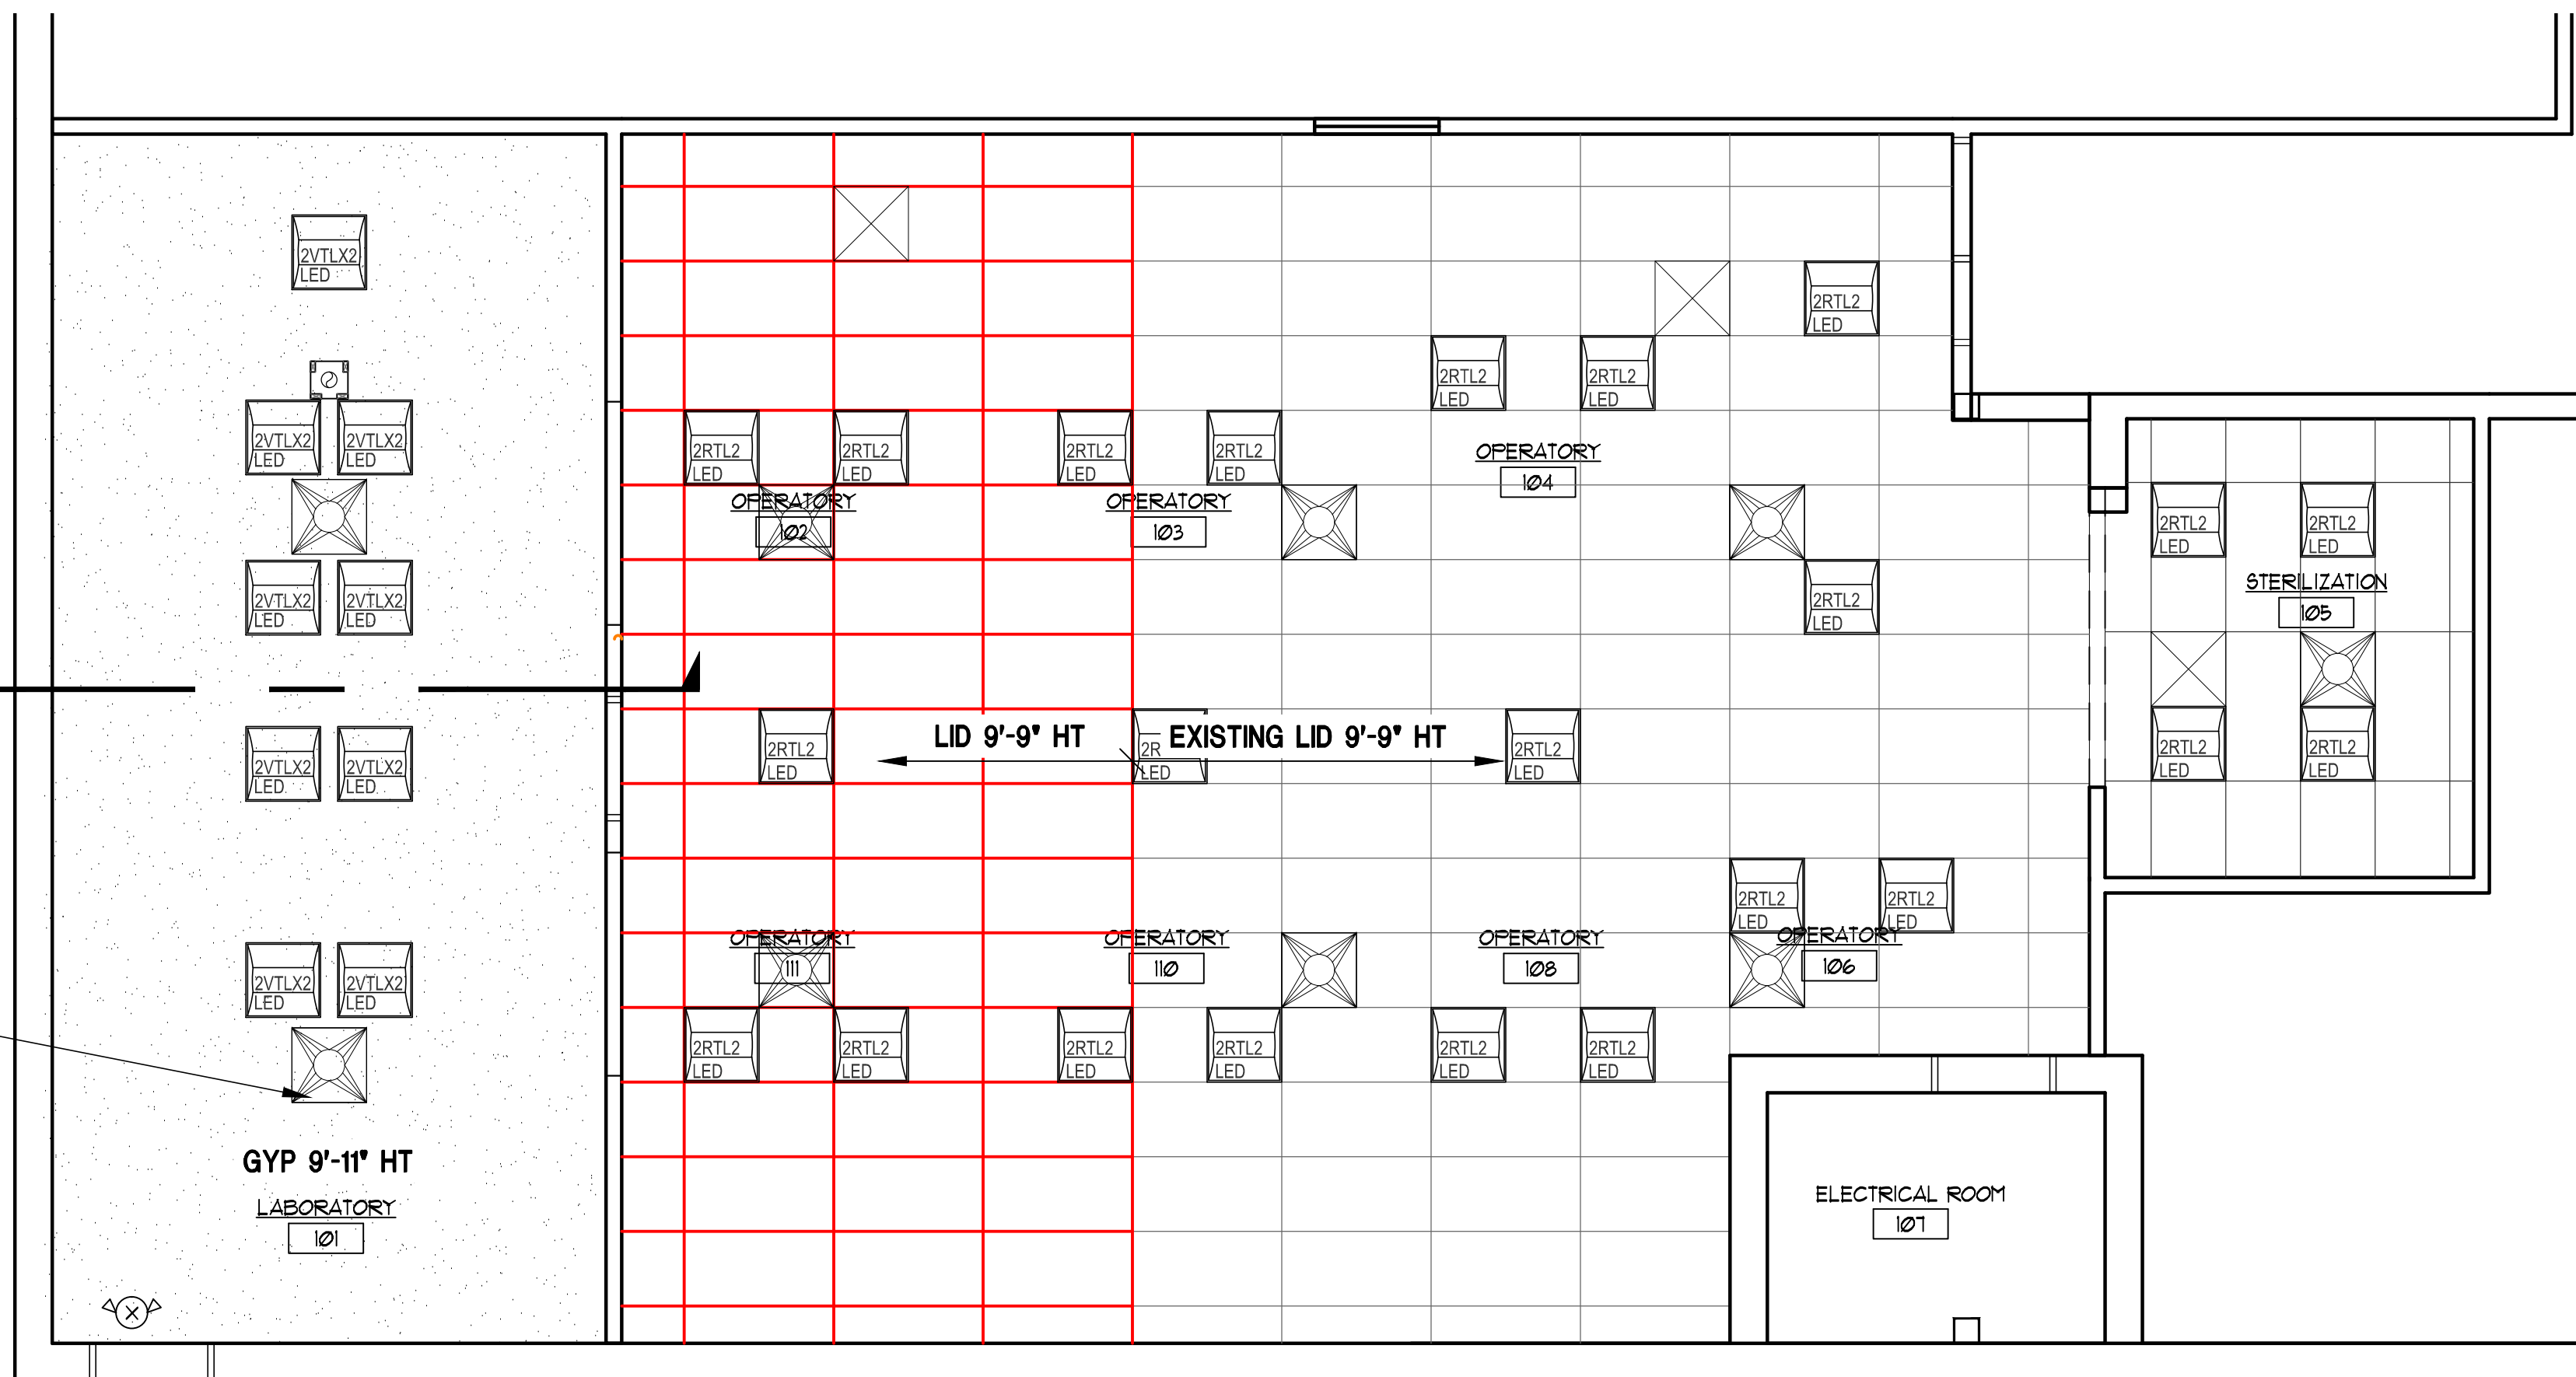 2VTLX2
LED
2RTL2
LED
2RTL2
LED
2RTL2
LED
2VTLX2
LED
2VTLX2
LED
2RTL2
LED
2RTL2
LED
2RTL2
LED
2RTL2
LED
OPERATORY
104
OPERATORY
102
OPERATORY
103
2RTL2
LED
2RTL2
LED
2VTLX2
LED
2VTLX2
LED
2RTL2
LED
STERILIZATION
105
2VTLX2
LED
2VTLX2
LED
2RTL2
LED
LID 9'-9" HT
2R
LED
EXISTING LID 9'-9" HT
2RTL2
LED
2RTL2
LED
2RTL2
LED
2RTL2
LED
2RTL2
LED
OPERATORY
111
OPERATORY
110
OPERATORY
108
OPERATORY
106
2VTLX2
LED
2VTLX2
LED
2RTL2
LED
2RTL2
LED
2RTL2
LED
2RTL2
LED
2RTL2
LED
2RTL2
LED
GYP 9'-11" HT
LABORATORY
101
ELECTRICAL ROOM
107